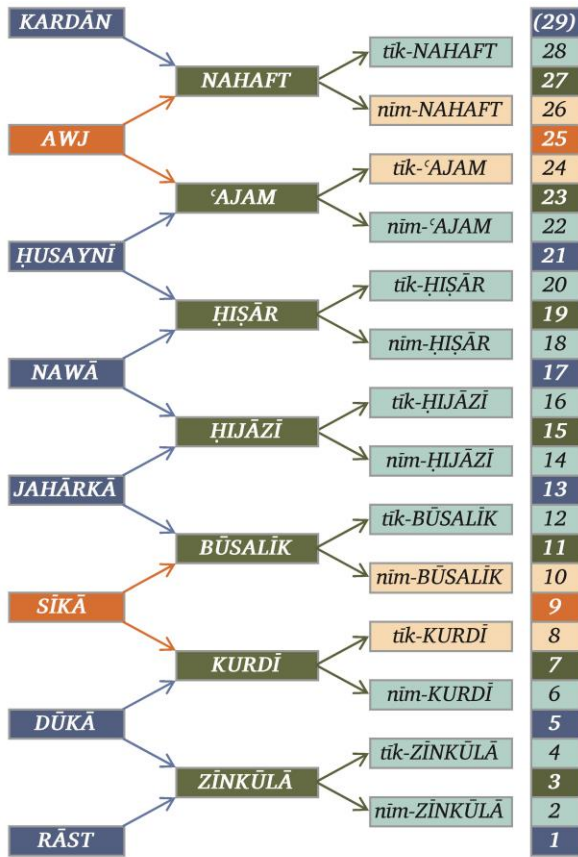 KARDĀN (29)
tīk-NAHAFT 28
NAHAFT 27
nīm-NAHAFT 26
AWJ 25
tīk-ʿAJAM 24
ʿAJAM 23
nīm-ʿAJAM 22
ḤUSAYNĪ 21
tīk-ḤIṢĀR 20
ḤIṢĀR 19
nīm-ḤIṢĀR 18
NAWĀ 17
tīk-ḤIJĀZĪ 16
ḤIJĀZĪ 15
nīm-ḤIJĀZĪ 14
JAHĀRKĀ 13
tīk-BŪSALĪK 12
BŪSALĪK 11
nīm-BŪSALĪK 10
SĪKĀ 9
tīk-KURDĪ 8
KURDĪ 7
nīm-KURDĪ 6
DŪKĀ 5
tīk-ZĪNKŪLĀ 4
ZĪNKŪLĀ 3
nīm-ZĪNKŪLĀ 2
RĀST 1